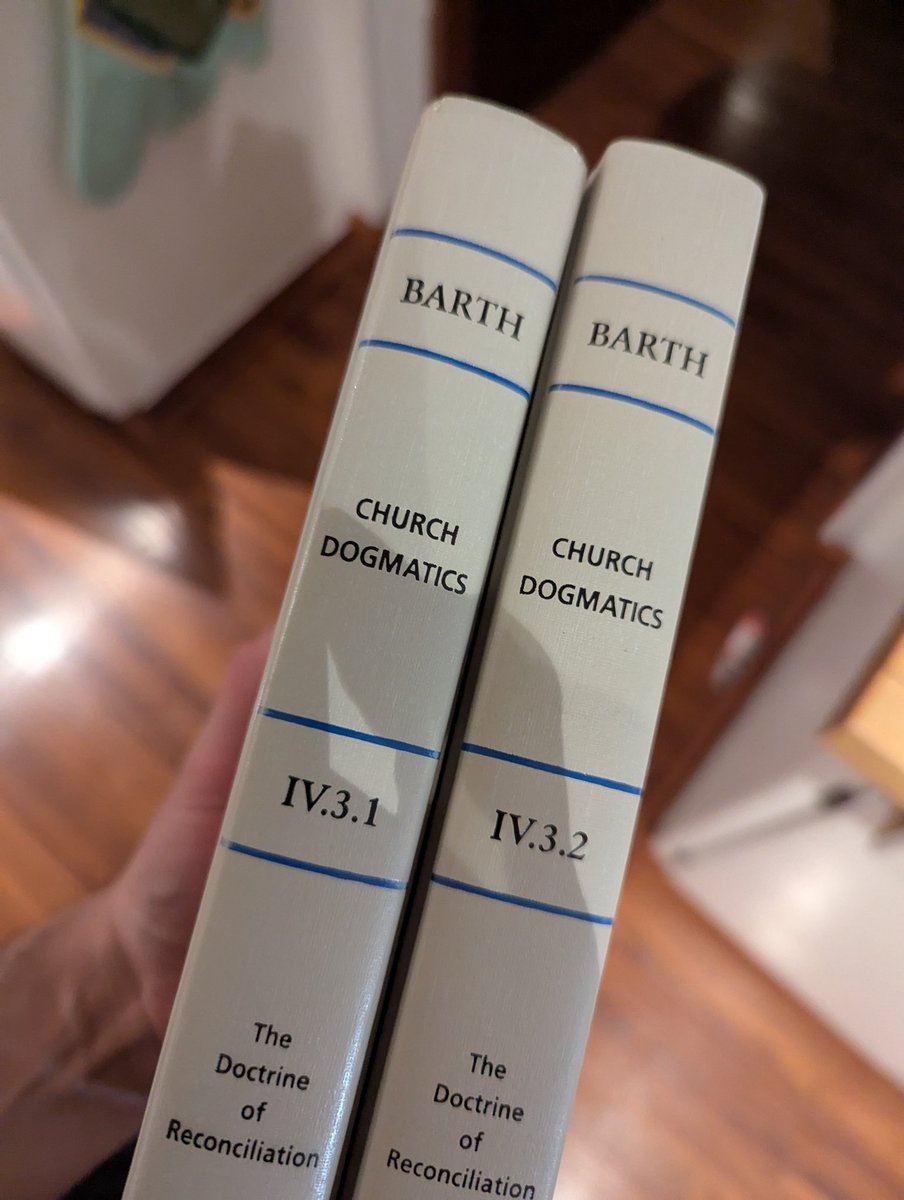 BARTH
CHURCH
DOGMATICS
IV.3.1
The
Doctrine
of
Reconciliation
BARTH
CHURCH
DOGMATICS
IV.3.2
The
Doctrine
of
Reconciliation